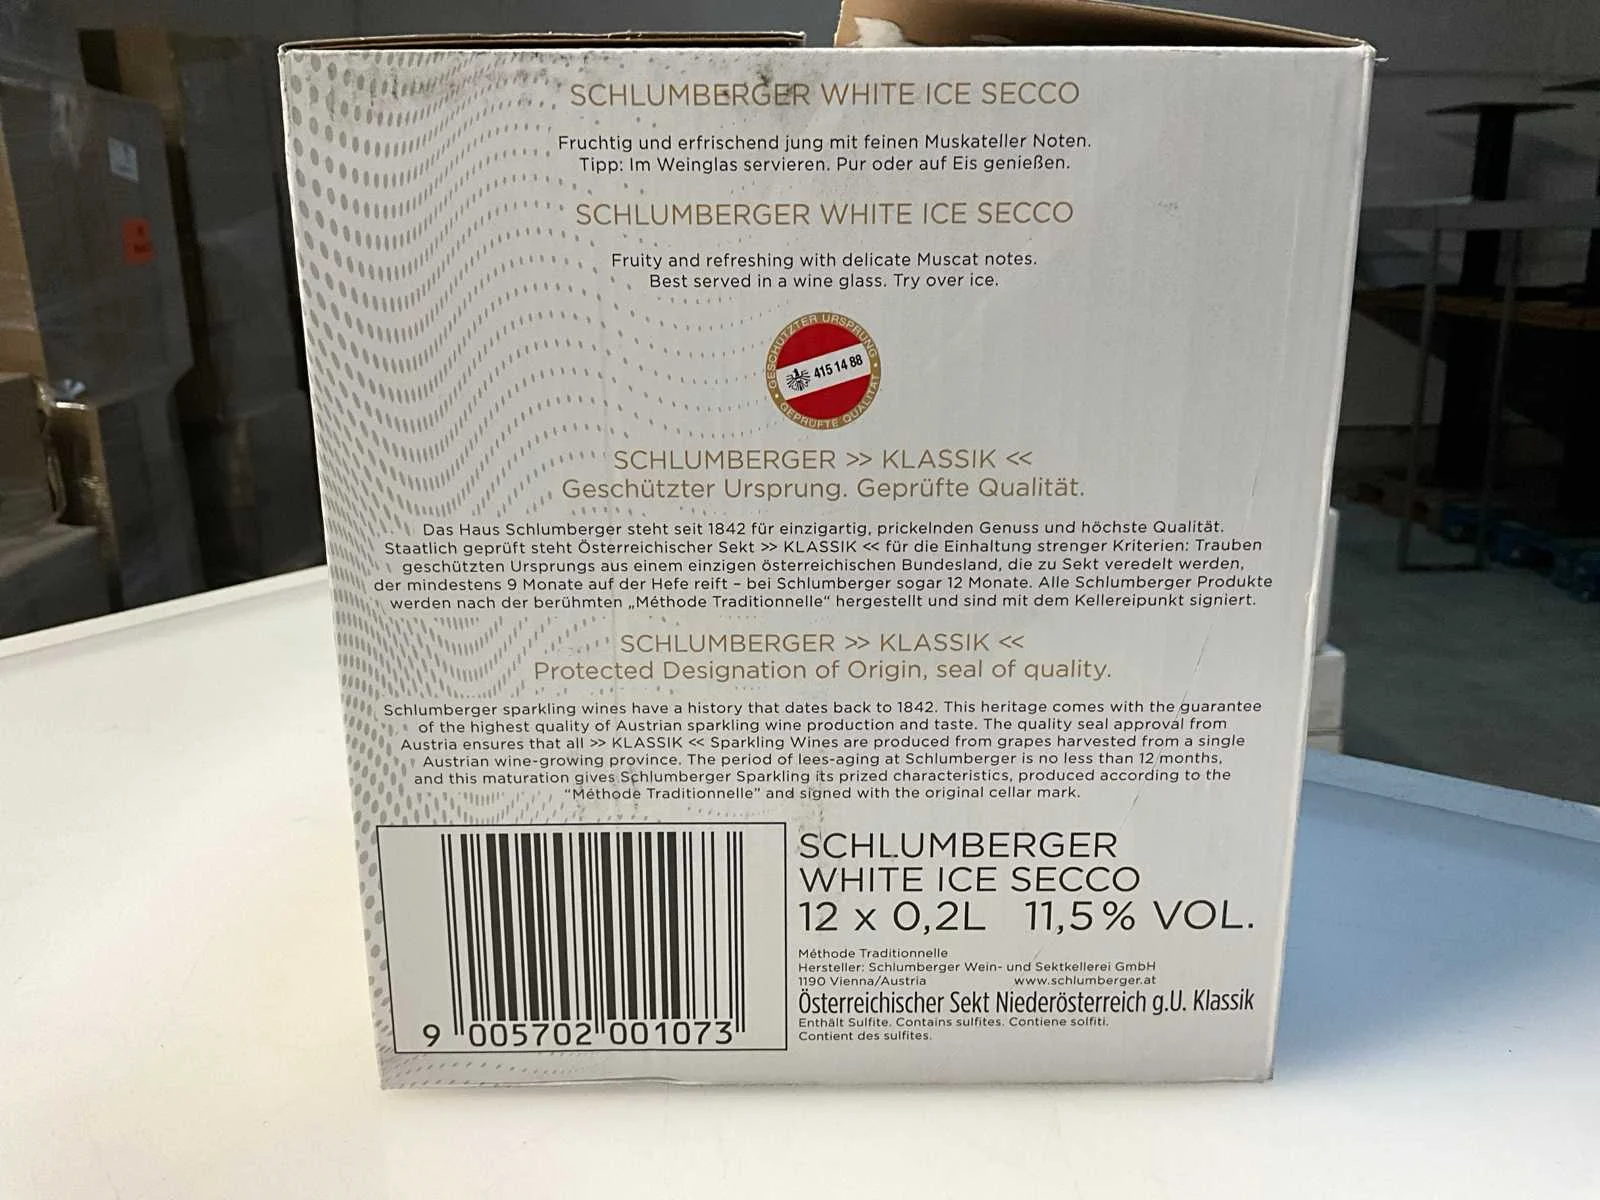 SCHLUMBERGER WHITE ICE SECCO
Fruchtig und erfrischend jung mit feinen Muskateller Noten.
Tipp: Im Weinglas servieren. Pur oder auf Eis genießen.
SCHLUMBERGER WHITE ICE SECCO
Fruity and refreshing with delicate Muscat notes.
Best served in a wine glass. Try over ice.
GESCHÜTZTER URSPRUNG
415 14 88
GEPRÜFTE QUALITÄT
SCHLUMBERGER >> KLASSIK <<
Geschützter Ursprung. Geprüfte Qualität.
Das Haus Schlumberger steht seit 1842 für einzigartig, prickelnden Genuss und höchste Qualität.
Staatlich geprüft steht Österreichischer Sekt >> KLASSIK << für die Einhaltung strenger Kriterien: Trauben
geschützten Ursprungs aus einem einzigen österreichischen Bundesland, die zu Sekt veredelt werden,
der mindestens 9 Monate auf der Hefe reift – bei Schlumberger sogar 12 Monate. Alle Schlumberger Produkte
werden nach der berühmten „Méthode Traditionnelle“ hergestellt und sind mit dem Kellereipunkt signiert.
SCHLUMBERGER >> KLASSIK <<
Protected Designation of Origin, seal of quality.
Schlumberger sparkling wines have a history that dates back to 1842. This heritage comes with the guarantee
of the highest quality of Austrian sparkling wine production and taste. The quality seal approval from
Austria ensures that all >> KLASSIK << Sparkling Wines are produced from grapes harvested from a single
Austrian wine-growing province. The period of lees-aging at Schlumberger is no less than 12 months,
and this maturation gives Schlumberger Sparkling its prized characteristics, produced according to the
“Méthode Traditionnelle” and signed with the original cellar mark.
SCHLUMBERGER
WHITE ICE SECCO
12 x 0,2L 11,5% VOL.
Méthode Traditionnelle
Hersteller: Schlumberger Wein- und Sektkellerei GmbH
1190 Vienna/Austria www.schlumberger.at
Österreichischer Sekt Niederösterreich g.U. Klassik
Enthält Sulfite. Contains sulfites. Contiene solfiti.
Contient des sulfites.
9 005702 001073